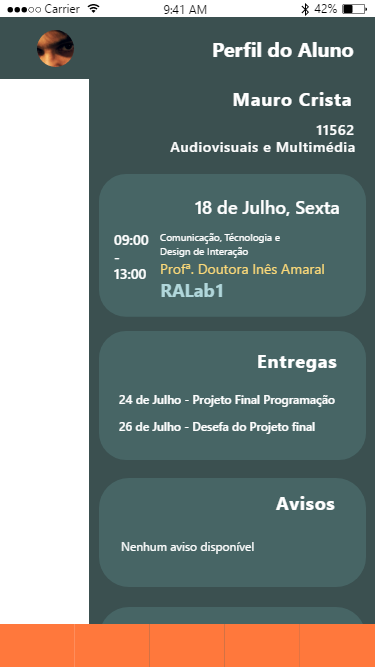 Carrier
9:41 AM
42%
Perfil do Aluno
Mauro Crista
11562
Audiovisuais e Multimédia
18 de Julho, Sexta
09:00
-
13:00
Comunicação, Técnologia e
Design de Interação
Profª. Doutora Inês Amaral
RALab1
Entregas
24 de Julho - Projeto Final Programação
26 de Julho - Desefa do Projeto final
Avisos
Nenhum aviso disponível